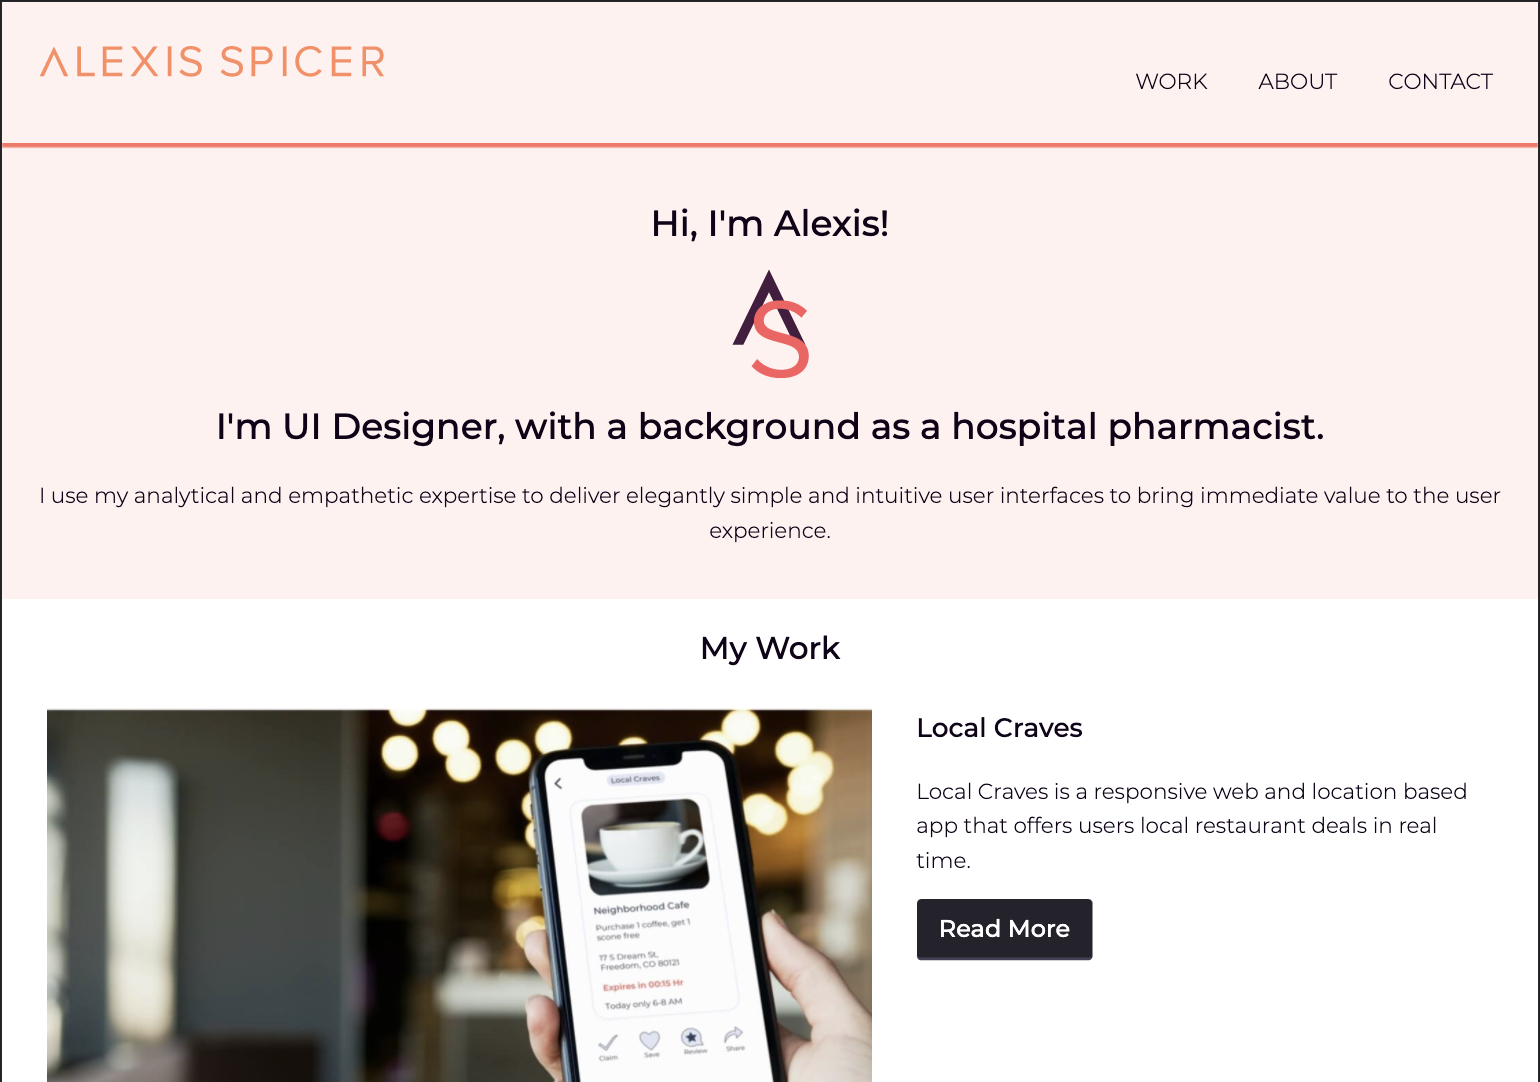 ALEXIS SPICER
WORK ABOUT CONTACT
Hi, I'm Alexis!
AS
I'm UI Designer, with a background as a hospital pharmacist.
I use my analytical and empathetic expertise to deliver elegantly simple and intuitive user interfaces to bring immediate value to the user
experience.
My Work
Local Craves
Neighborhood Cafe
Purchase 1 coffee, get 1
scone free
17 S Dream St,
Freedom, CO 80121
Expires in 00:15 Hr
Today only 6-8 AM
Claim Save Review Share
Local Craves
Local Craves is a responsive web and location based
app that offers users local restaurant deals in real
time.
Read More